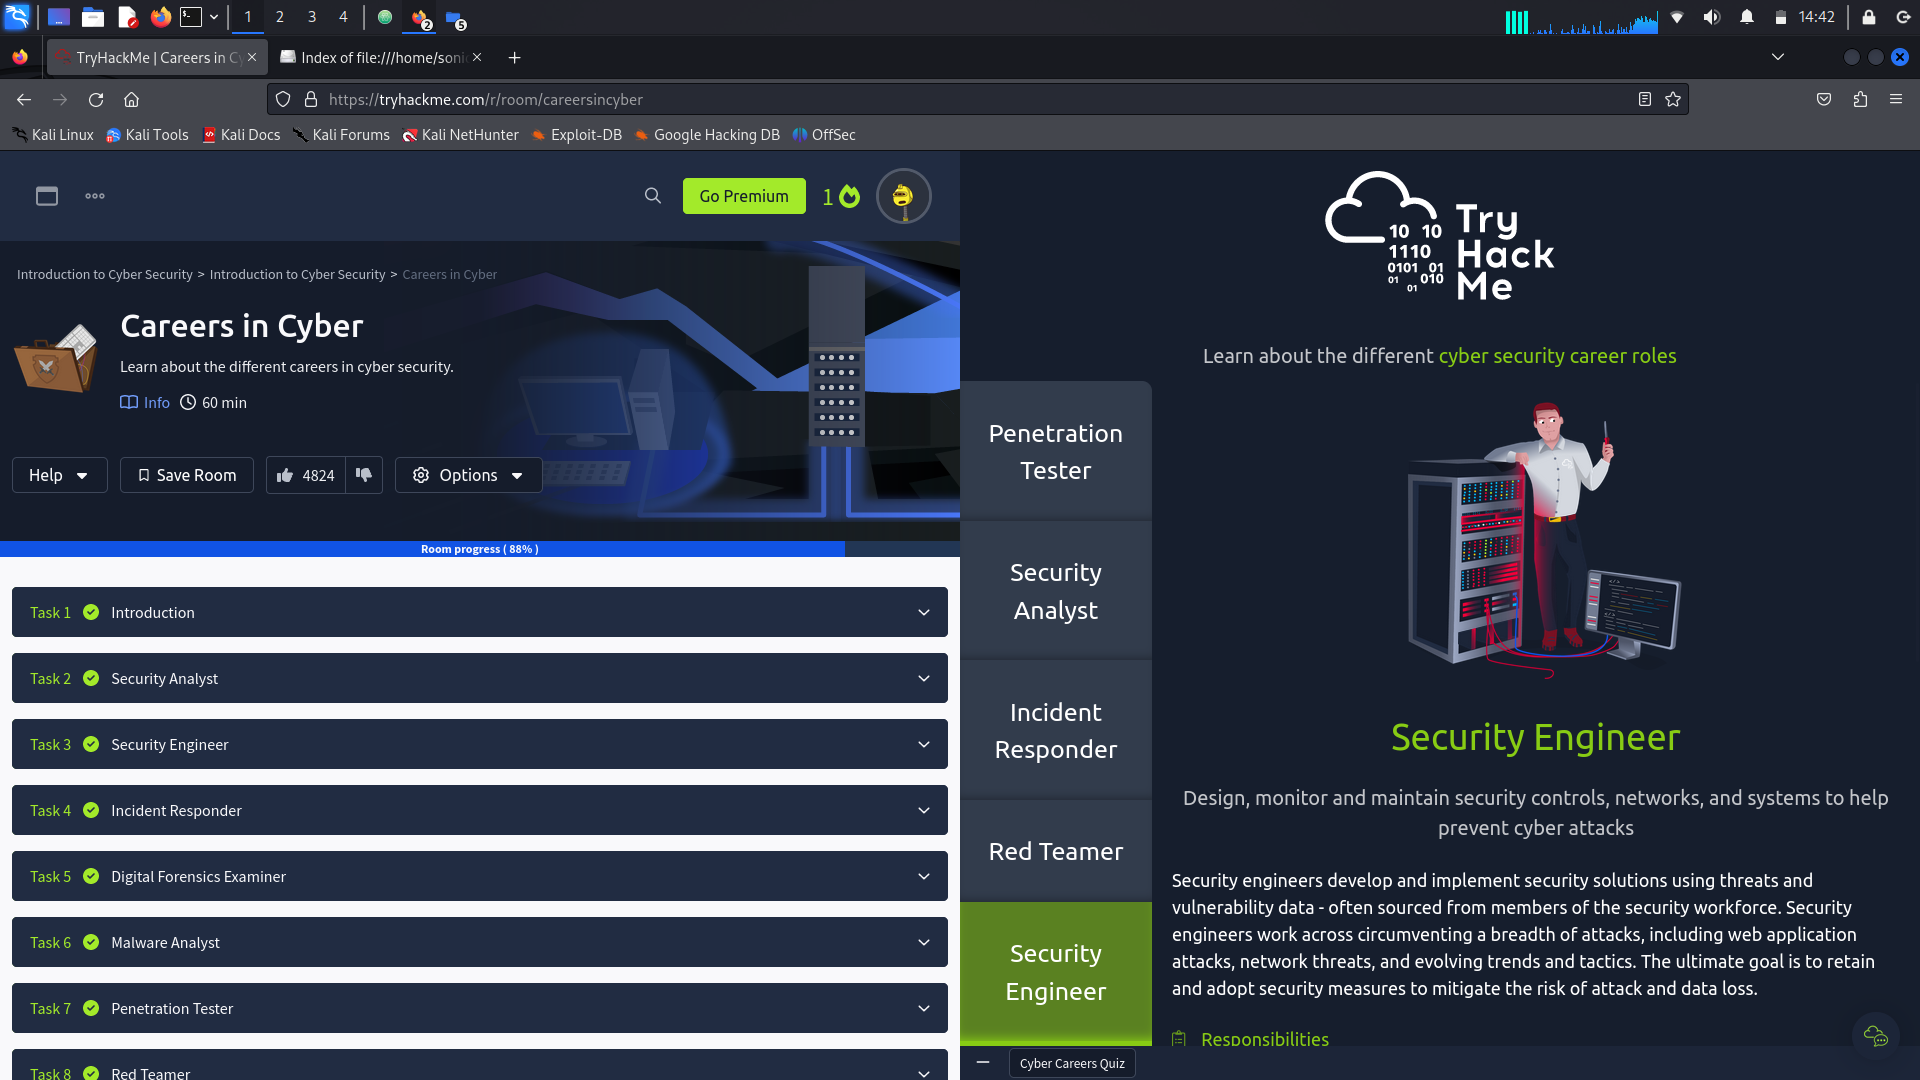 1
2
3
4
2
5
14:42
TryHackMe | Careers in Cy
Index of file:///home/soni
https://tryhackme.com/r/room/careersincyber
Kali Linux
Kali Tools
Kali Docs
Kali Forums
Kali NetHunter
Exploit-DB
Google Hacking DB
OffSec
Go Premium
1
Introduction to Cyber Security > Introduction to Cyber Security > Careers in Cyber
Careers in Cyber
Learn about the different careers in cyber security.
Info
60 min
Help
Save Room
4824
Options
Room progress ( 88% )
Task 1 Introduction
Task 2 Security Analyst
Task 3 Security Engineer
Task 4 Incident Responder
Task 5 Digital Forensics Examiner
Task 6 Malware Analyst
Task 7 Penetration Tester
Task 8 Red Teamer
10 10
1110
0101 01
01 010
01
Try
Hack
Me
Learn about the different cyber security career roles
Penetration
Tester
Security
Analyst
Incident
Responder
Red Teamer
Security
Engineer
Security Engineer
Design, monitor and maintain security controls, networks, and systems to help
prevent cyber attacks
Security engineers develop and implement security solutions using threats and
vulnerability data - often sourced from members of the security workforce. Security
engineers work across circumventing a breadth of attacks, including web application
attacks, network threats, and evolving trends and tactics. The ultimate goal is to retain
and adopt security measures to mitigate the risk of attack and data loss.
Responsibilities
Cyber Careers Quiz